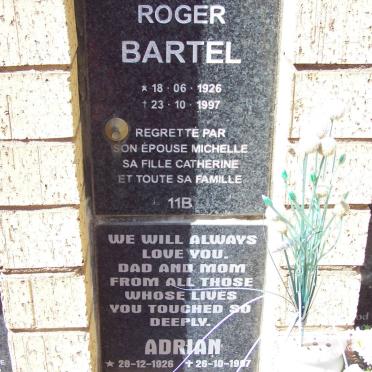 ROGER
BARTEL
* 18 · 06 · 1926
† 23 · 10 · 1997
REGRETTÉ PAR
SON ÉPOUSE MICHELLE
SA FILLE CATHERINE
ET TOUTE SA FAMILLE
11B
WE WILL ALWAYS
LOVE YOU.
DAD AND MOM
FROM ALL THOSE
WHOSE LIVES
YOU TOUCHED SO
DEEPLY.
ADRIAN